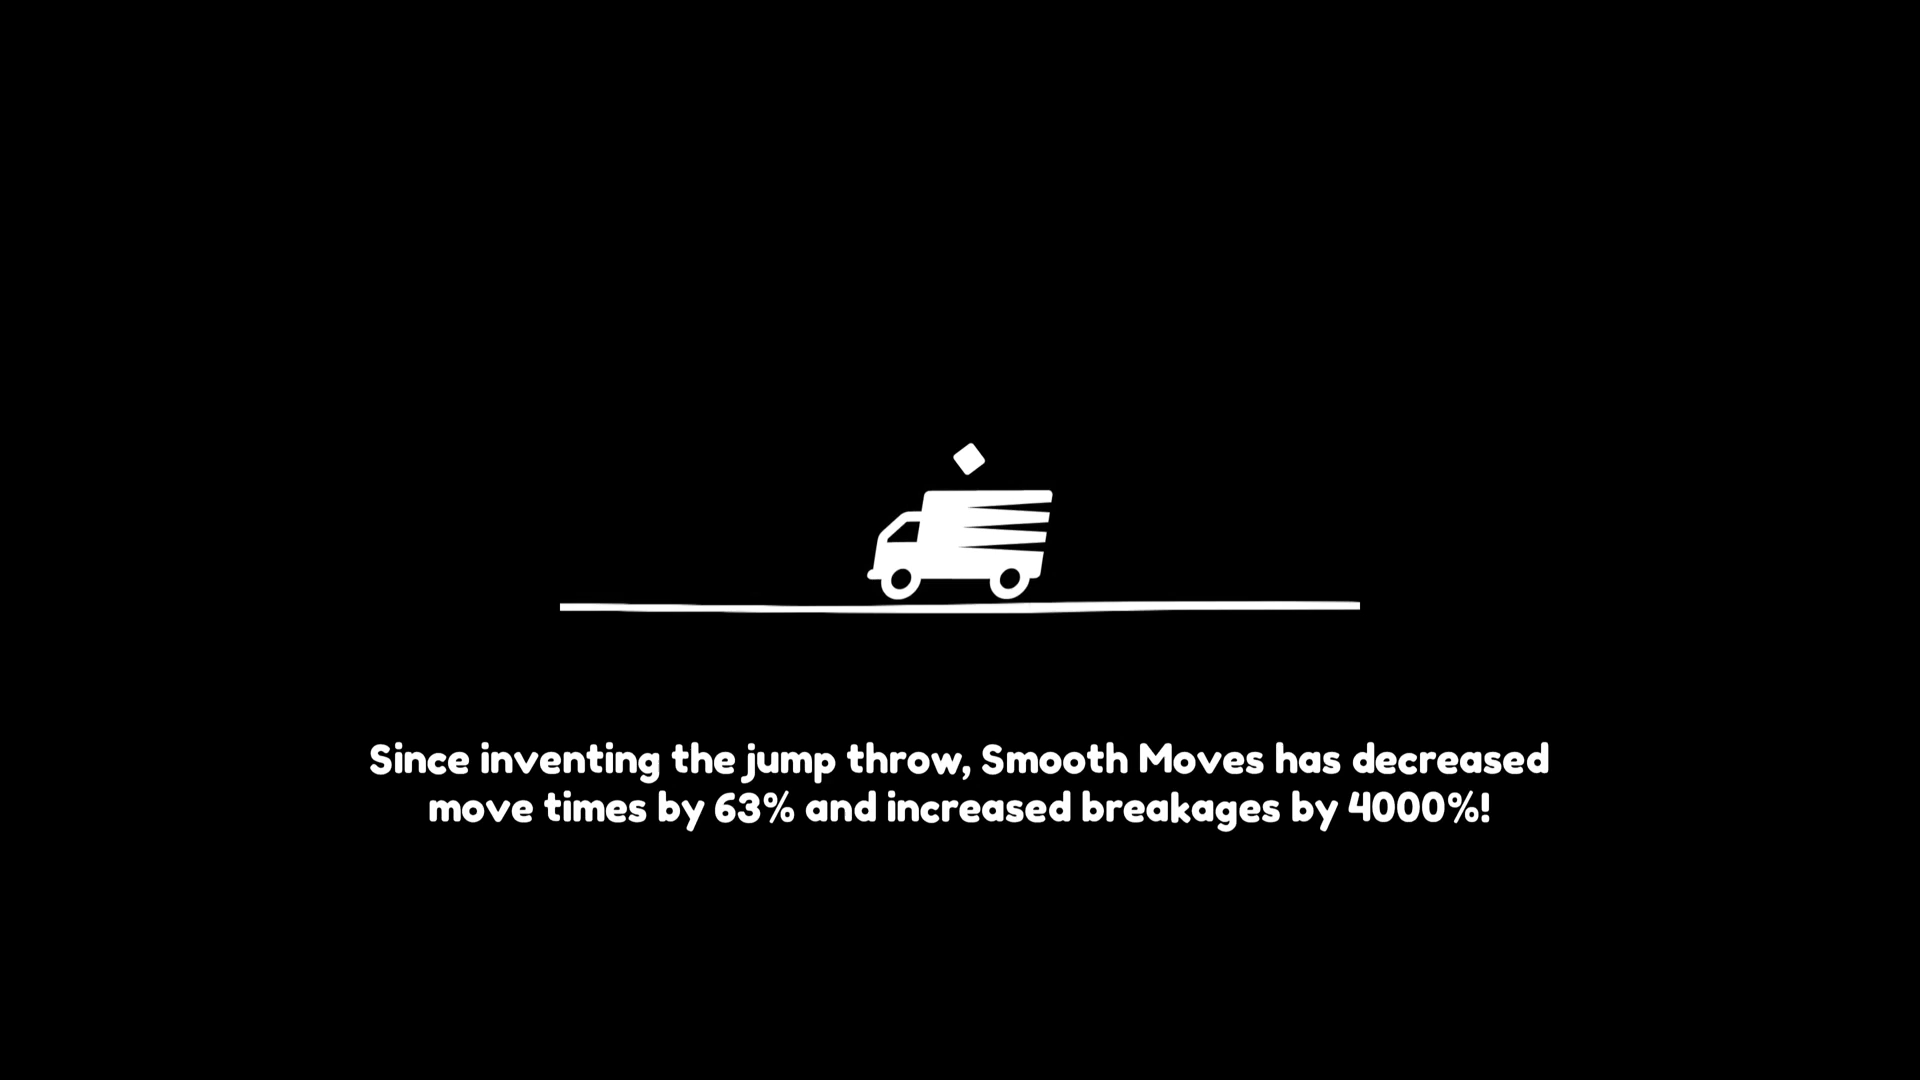 Since inventing the jump throw, Smooth Moves has decreased
move times by 63% and increased breakages by 4000%!